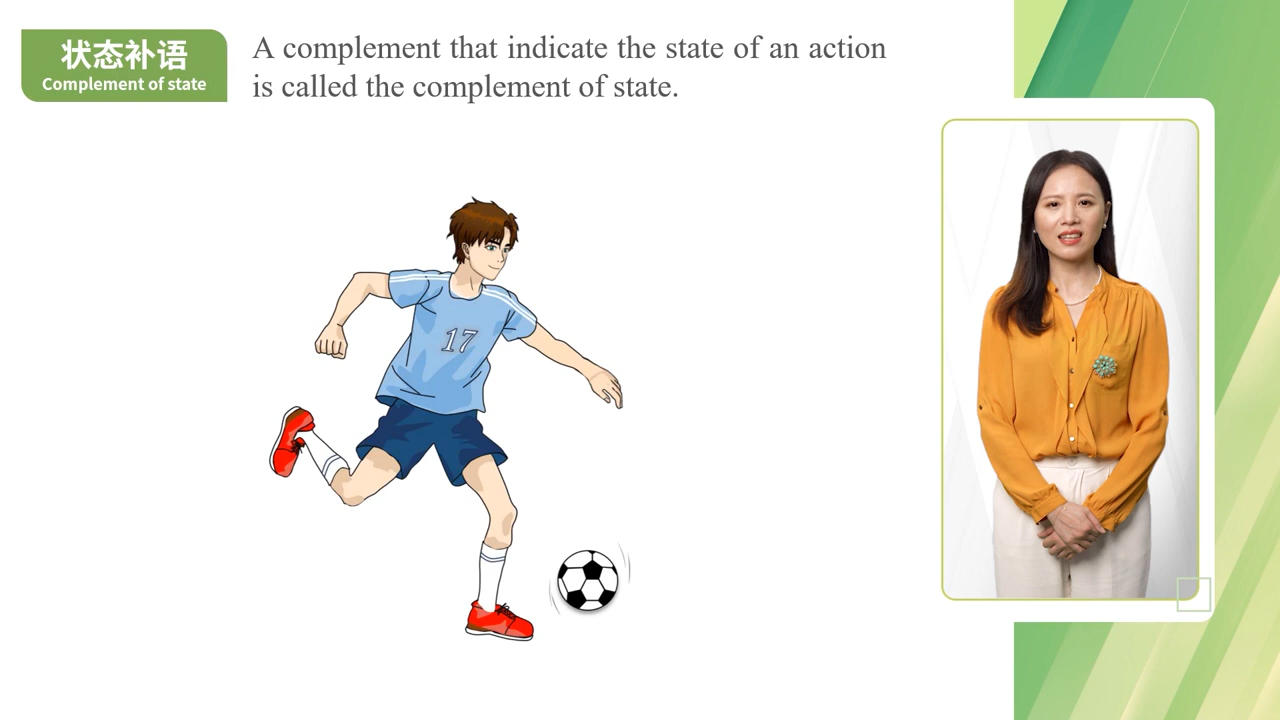 状态补语
Complement of state
A complement that indicate the state of an action
is called the complement of state.
17